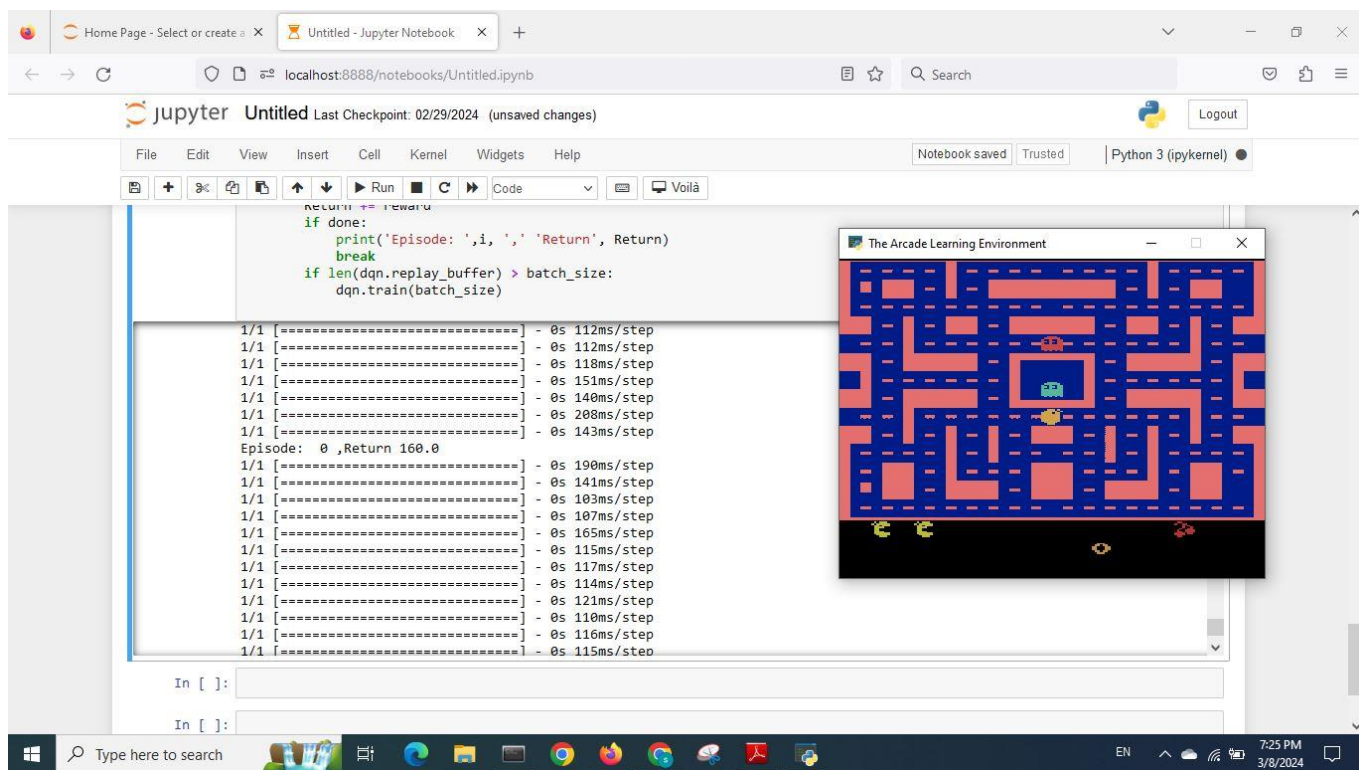 Home Page - Select or create a
Untitled - Jupyter Notebook
localhost:8888/notebooks/Untitled.ipynb
Search
jupyter Untitled Last Checkpoint: 02/29/2024 (unsaved changes)
Logout
File Edit View Insert Cell Kernel Widgets Help
Notebook saved Trusted Python 3 (ipykernel)
Run Code Voilà
Return += reward
if done:
print('Episode: ',i, ',' 'Return', Return)
break
if len(dqn.replay_buffer) > batch_size:
dqn.train(batch_size)
The Arcade Learning Environment
1/1 [==============================] - 0s 112ms/step
1/1 [==============================] - 0s 112ms/step
1/1 [==============================] - 0s 118ms/step
1/1 [==============================] - 0s 151ms/step
1/1 [==============================] - 0s 140ms/step
1/1 [==============================] - 0s 208ms/step
1/1 [==============================] - 0s 143ms/step
Episode:  0 ,Return 160.0
1/1 [==============================] - 0s 190ms/step
1/1 [==============================] - 0s 141ms/step
1/1 [==============================] - 0s 103ms/step
1/1 [==============================] - 0s 107ms/step
1/1 [==============================] - 0s 165ms/step
1/1 [==============================] - 0s 115ms/step
1/1 [==============================] - 0s 117ms/step
1/1 [==============================] - 0s 114ms/step
1/1 [==============================] - 0s 121ms/step
1/1 [==============================] - 0s 110ms/step
1/1 [==============================] - 0s 116ms/step
1/1 [==============================] - 0s 115ms/step
In [ ]:
In [ ]:
Type here to search
EN
7:25 PM
3/8/2024